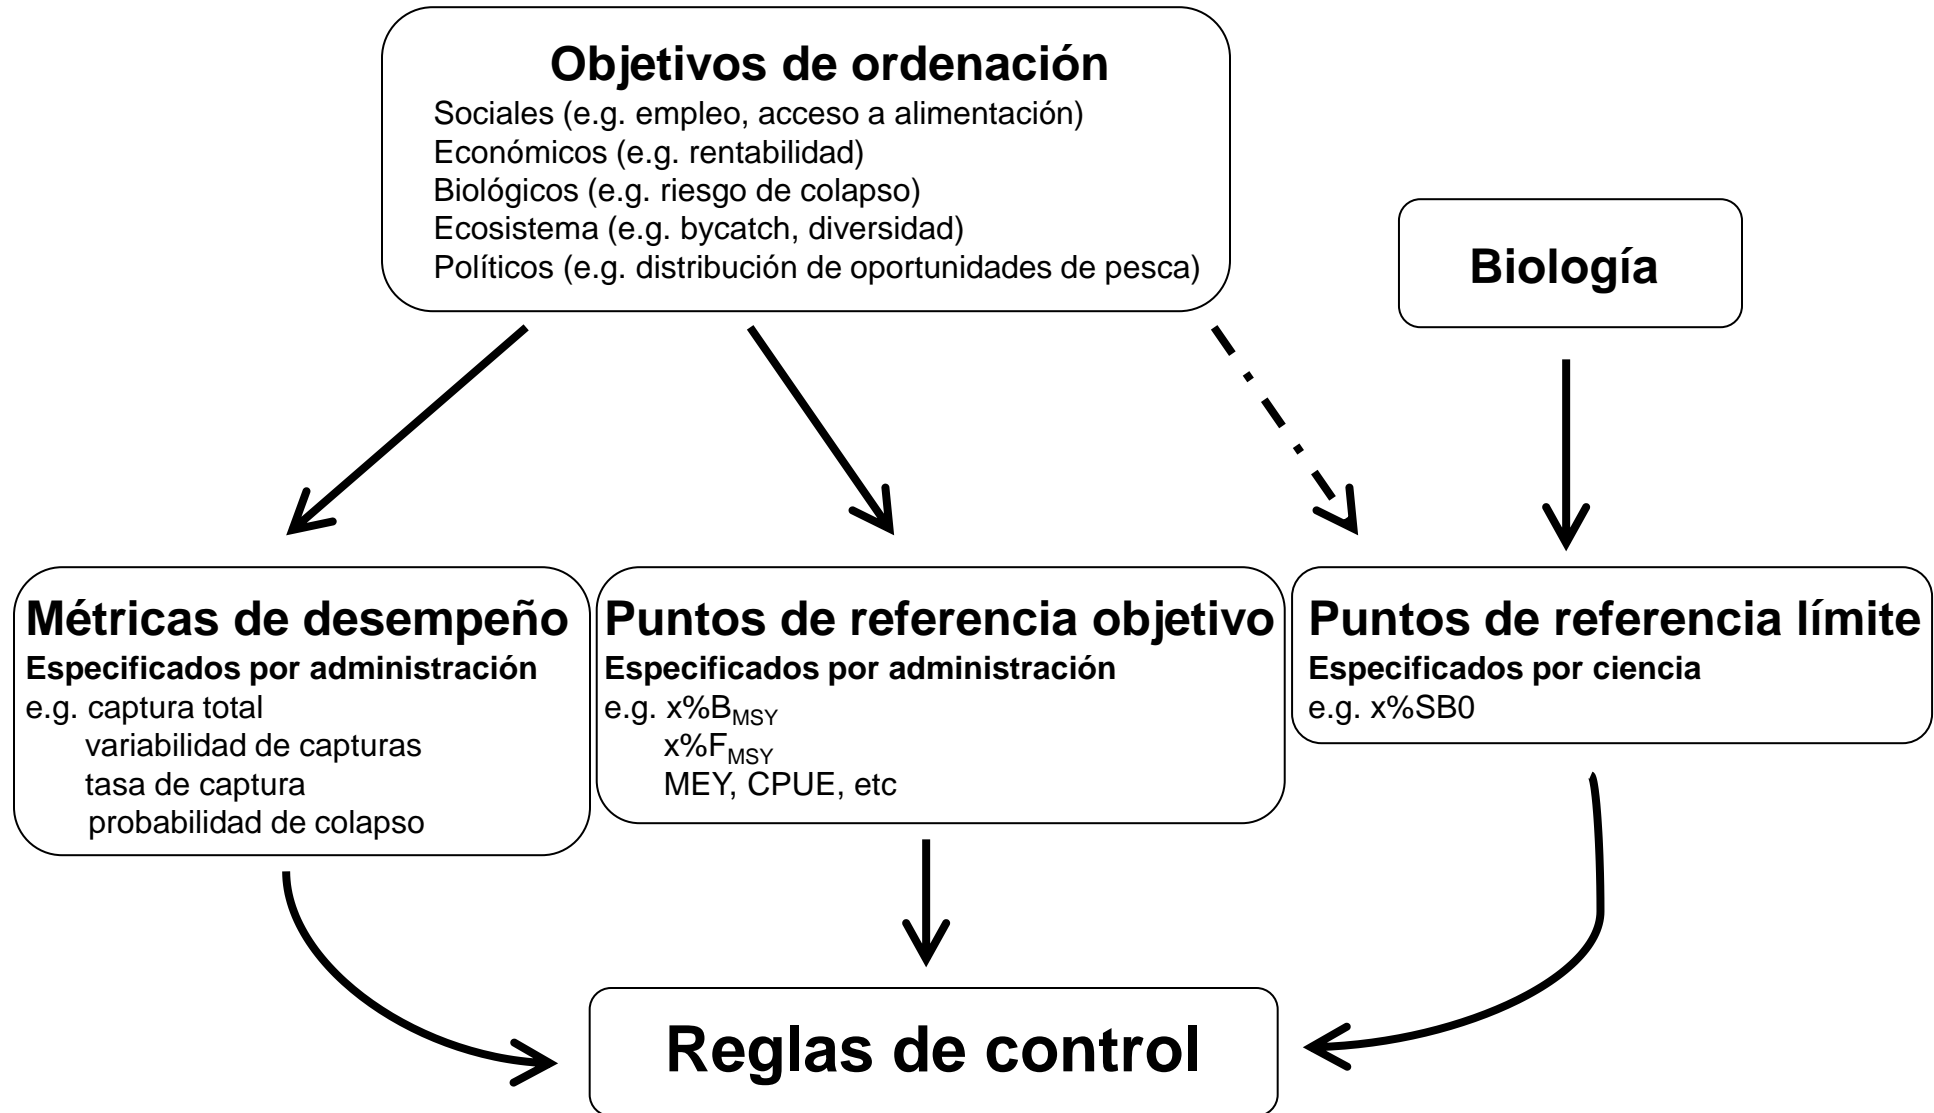 Objetivos de ordenación
Sociales (e.g. empleo, acceso a alimentación)
Económicos (e.g. rentabilidad)
Biológicos (e.g. riesgo de colapso)
Ecosistema (e.g. bycatch, diversidad)
Políticos (e.g. distribución de oportunidades de pesca)
Biología
Métricas de desempeño
Especificados por administración
e.g. captura total
variabilidad de capturas
tasa de captura
probabilidad de colapso
Puntos de referencia objetivo
Especificados por administración
e.g. x%BMSY
x%FMSY
MEY, CPUE, etc
Puntos de referencia límite
Especificados por ciencia
e.g. x%SB0
Reglas de control